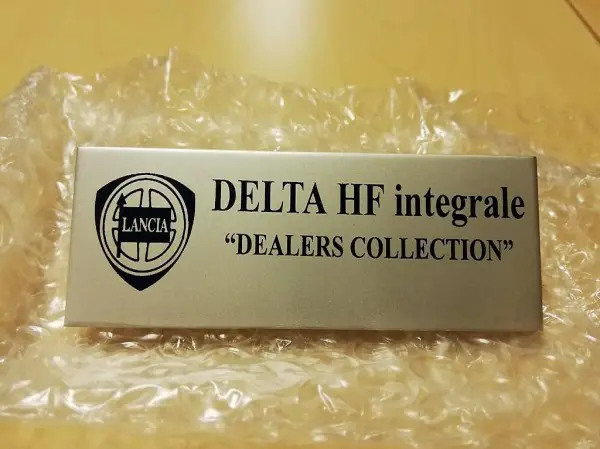 LANCIA
DELTA HF integrale
“DEALERS COLLECTION”